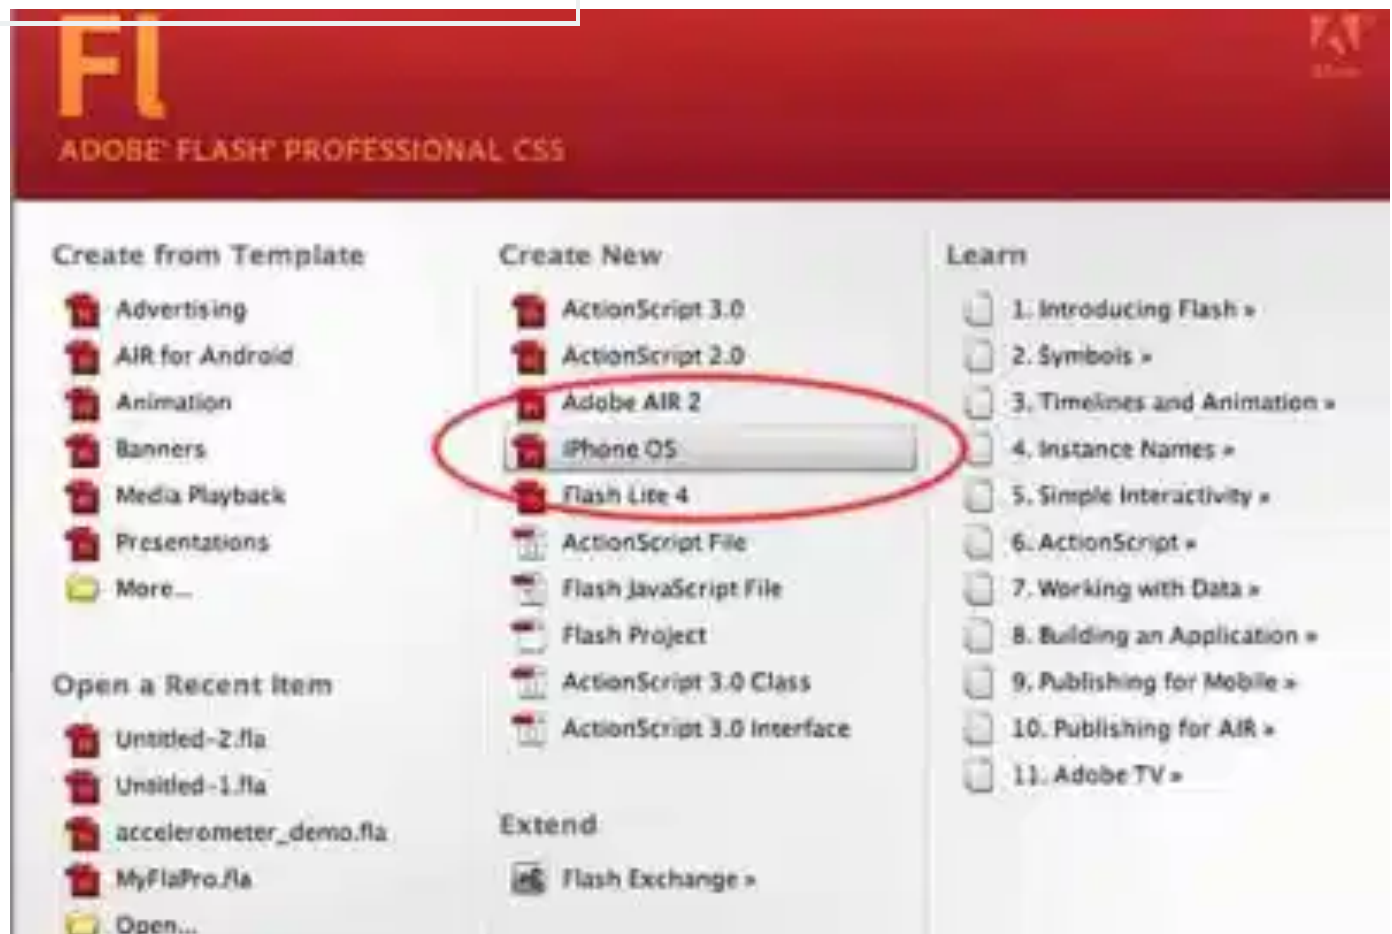 Fl
ADOBE® FLASH® PROFESSIONAL CS5
Create from Template
Advertising
AIR for Android
Animation
Banners
Media Playback
Presentations
More...
Open a Recent Item
Untitled-2.fla
Untitled-1.fla
accelerometer_demo.fla
MyFlaPro.fla
Open...
Create New
ActionScript 3.0
ActionScript 2.0
Adobe AIR 2
iPhone OS
Flash Lite 4
ActionScript File
Flash JavaScript File
Flash Project
ActionScript 3.0 Class
ActionScript 3.0 Interface
Extend
Flash Exchange »
Learn
1. Introducing Flash »
2. Symbols »
3. Timelines and Animation »
4. Instance Names »
5. Simple Interactivity »
6. ActionScript »
7. Working with Data »
8. Building an Application »
9. Publishing for Mobile »
10. Publishing for AIR »
11. Adobe TV »